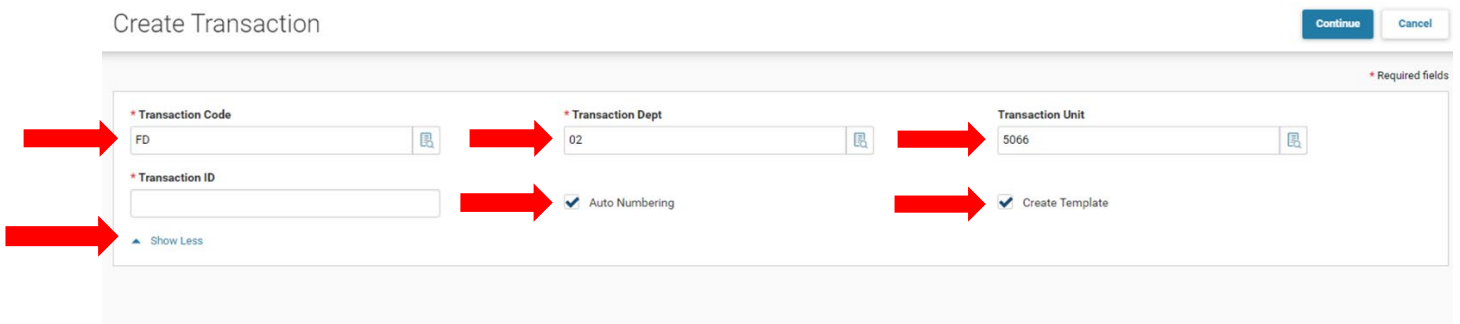 Create Transaction
Continue
Cancel
* Required fields
* Transaction Code
* Transaction Dept
Transaction Unit
FD
02
5066
* Transaction ID
Auto Numbering
Create Template
Show Less